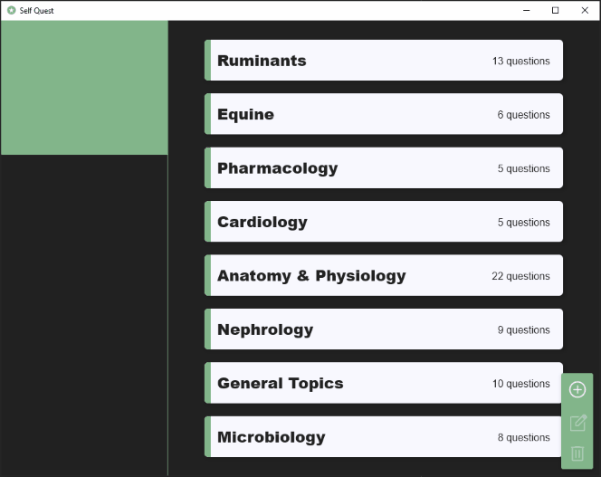 Self Quest
Ruminants 13 questions
Equine 6 questions
Pharmacology 5 questions
Cardiology 5 questions
Anatomy & Physiology 22 questions
Nephrology 9 questions
General Topics 10 questions
Microbiology 8 questions